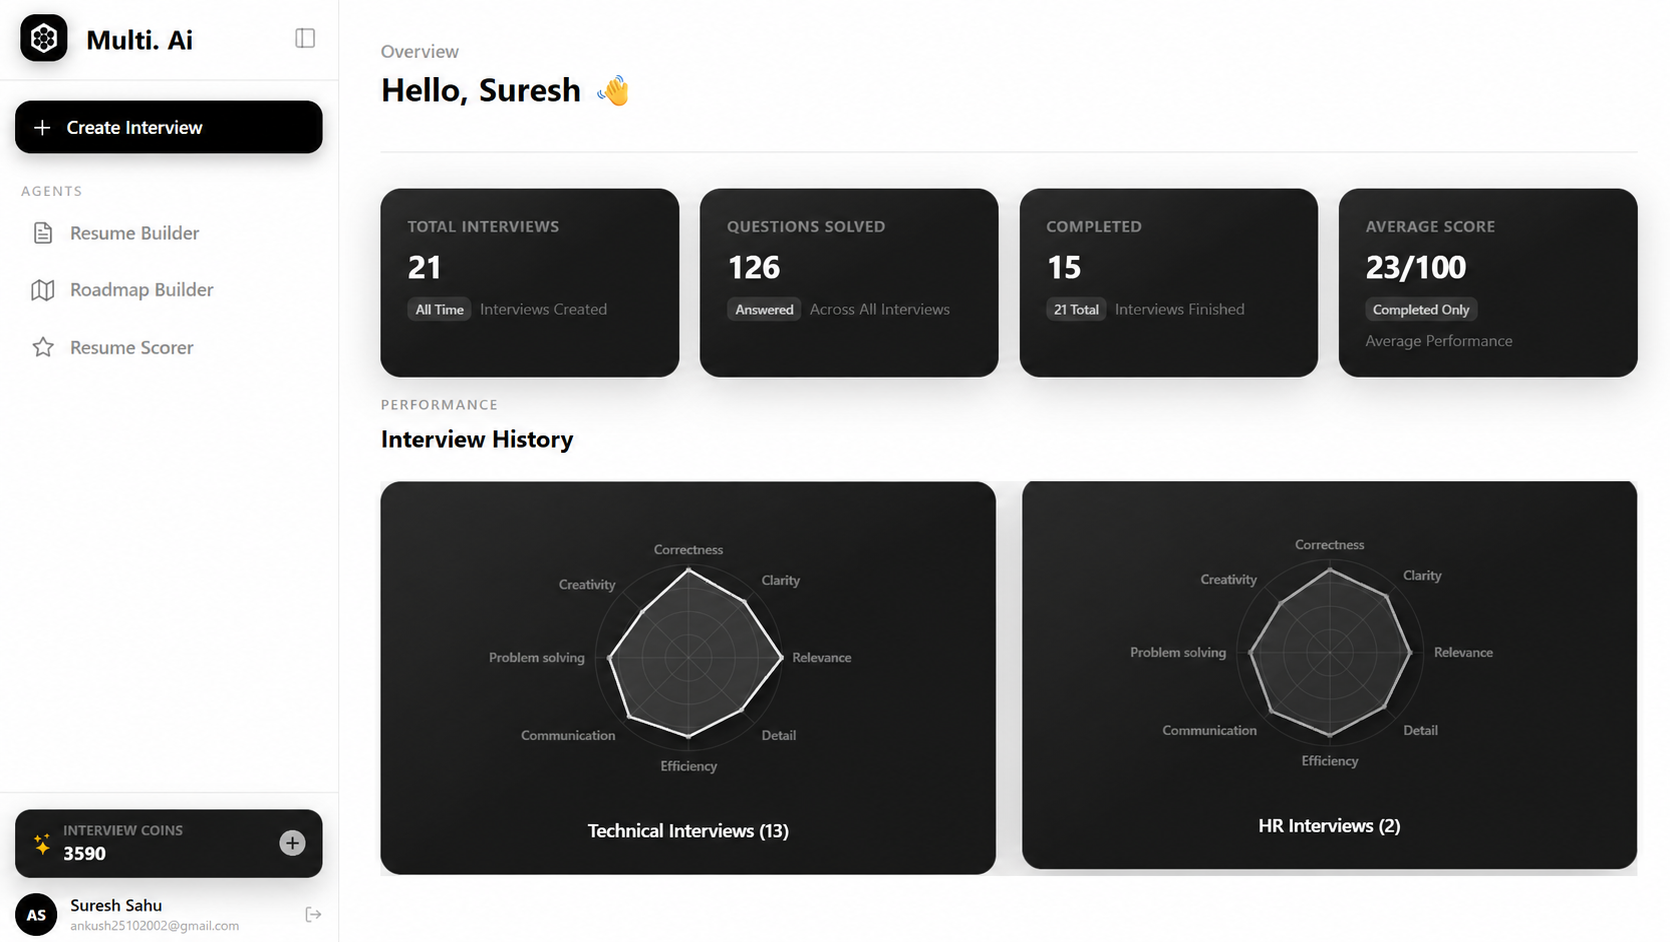 Multi. Ai
Create Interview
AGENTS
Resume Builder
Roadmap Builder
Resume Scorer
INTERVIEW COINS
3590
AS
Suresh Sahu
ankush25102002@gmail.com
Overview
Hello, Suresh 👋
TOTAL INTERVIEWS
21
All Time Interviews Created
QUESTIONS SOLVED
126
Answered Across All Interviews
COMPLETED
15
21 Total Interviews Finished
AVERAGE SCORE
23/100
Completed Only
Average Performance
PERFORMANCE
Interview History
Correctness
Creativity
Clarity
Problem solving
Relevance
Communication
Detail
Efficiency
Technical Interviews (13)
Correctness
Creativity
Clarity
Problem solving
Relevance
Communication
Detail
Efficiency
HR Interviews (2)